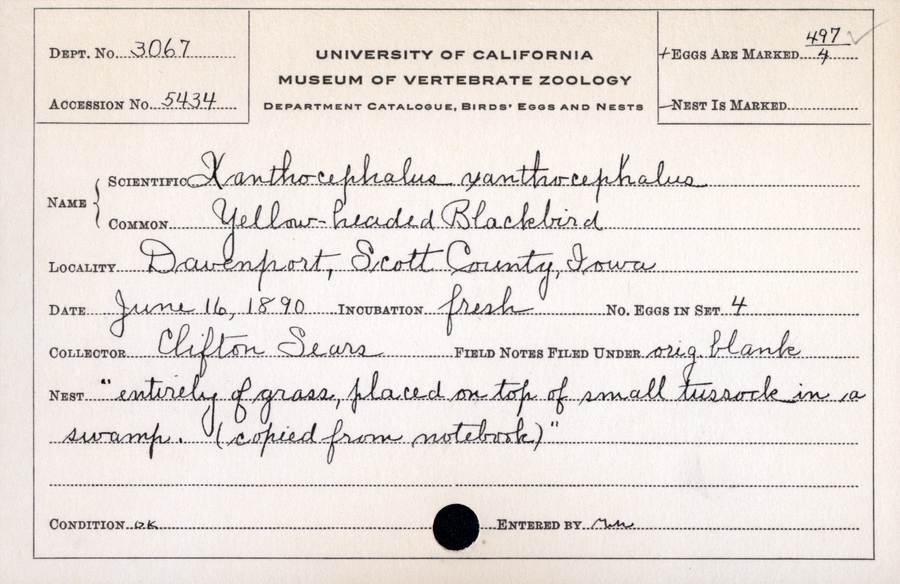 Dept. No. 3067
Accession No. 5434
UNIVERSITY OF CALIFORNIA
MUSEUM OF VERTEBRATE ZOOLOGY
Department Catalogue, Birds' Eggs and Nests
+Eggs Are Marked 497/4 ✓
—Nest Is Marked
Name { Scientific Xanthocephalus xanthocephalus
Common Yellow-headed Blackbird
Locality Davenport, Scott County, Iowa
Date June 16, 1890 Incubation fresh No. Eggs in Set 4
Collector Clifton Sears Field Notes Filed Under orig. blank
Nest "entirely of grass, placed on top of small tussock in a
swamp. (copied from notebook)"
Condition OK Entered by